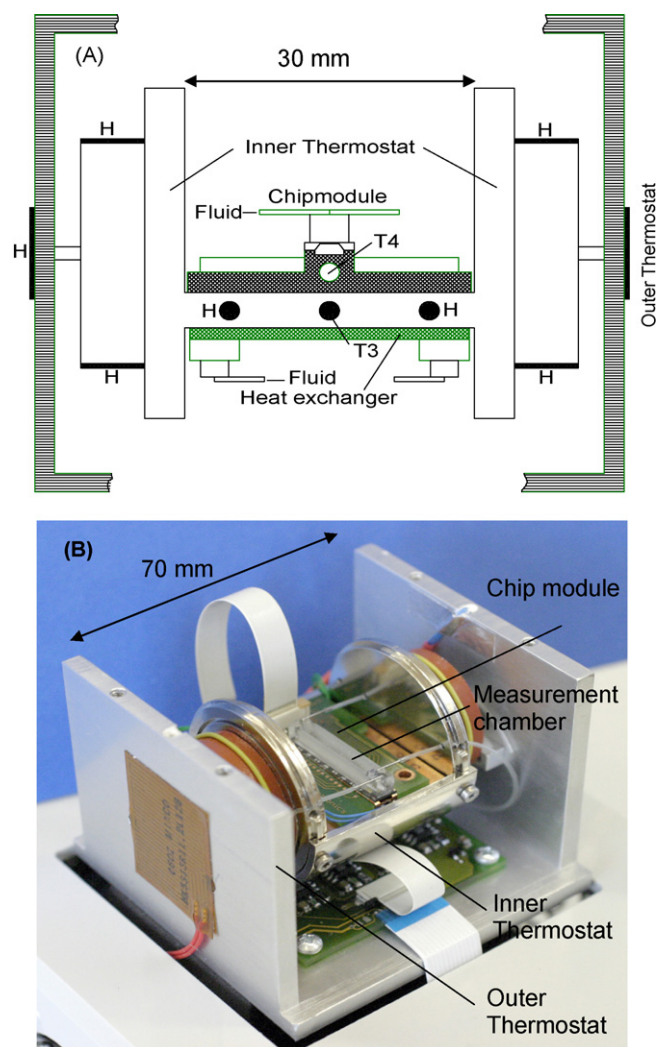 (A)
30 mm
H
H
Inner Thermostat
Chipmodule
Fluid
T4
H
H
H
T3
Fluid
Heat exchanger
H
H
Outer Thermostat
(B)
70 mm
Chip module
Measurement
chamber
Inner
Thermostat
Outer
Thermostat